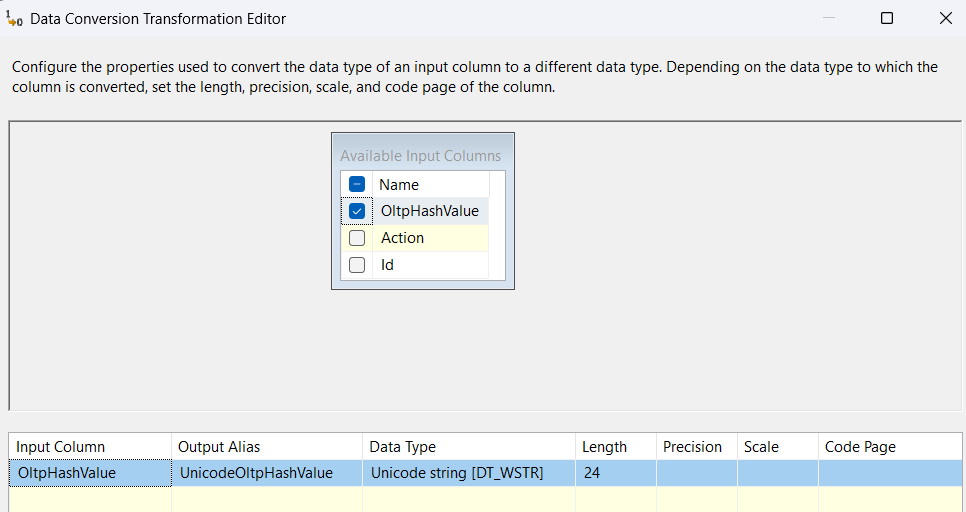 Data Conversion Transformation Editor
Configure the properties used to convert the data type of an input column to a different data type. Depending on the data type to which the
column is converted, set the length, precision, scale, and code page of the column.
Available Input Columns
Name
OltpHashValue
Action
Id
Input Column Output Alias Data Type Length Precision Scale Code Page
OltpHashValue UnicodeOltpHashValue Unicode string [DT_WSTR] 24